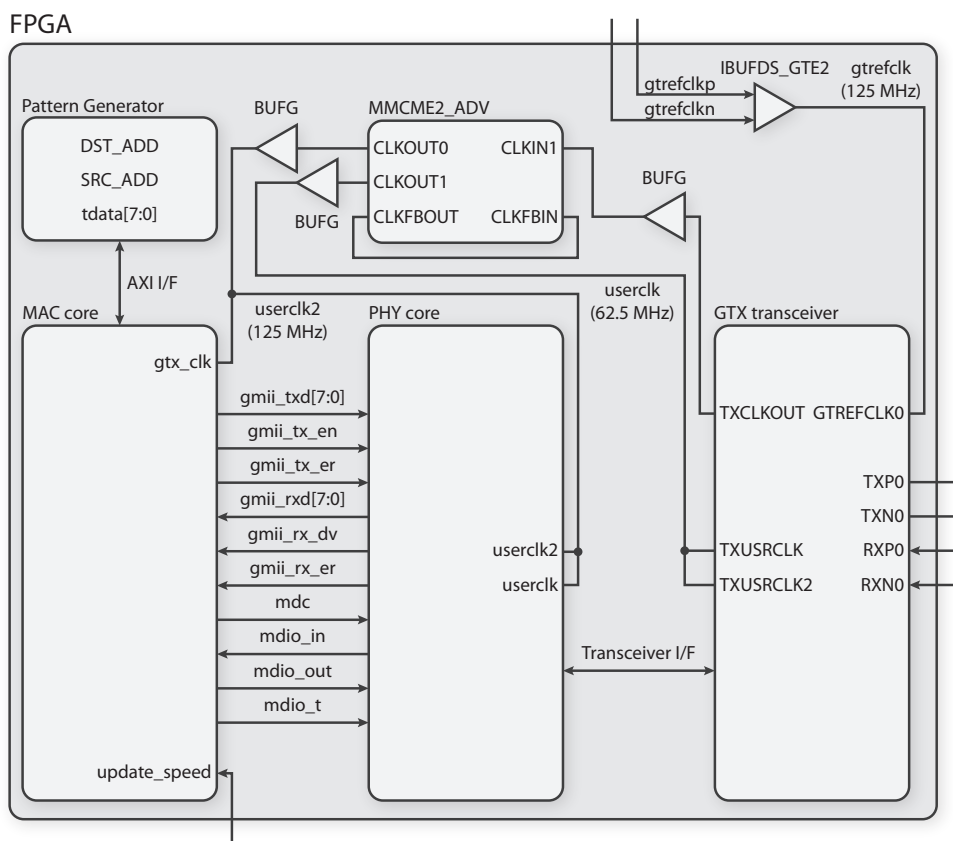 FPGA
IBUFDS_GTE2
gtrefclk
(125 MHz)
gtrefclkp
gtrefclkn
Pattern Generator
DST_ADD
SRC_ADD
tdata[7:0]
BUFG
BUFG
MMCME2_ADV
CLKOUT0
CLKIN1
CLKOUT1
CLKFBOUT
CLKFBIN
BUFG
AXI I/F
userclk2
(125 MHz)
userclk
(62.5 MHz)
MAC core
gtx_clk
gmii_txd[7:0]
gmii_tx_en
gmii_tx_er
gmii_rxd[7:0]
gmii_rx_dv
gmii_rx_er
mdc
mdio_in
mdio_out
mdio_t
update_speed
PHY core
userclk2
userclk
Transceiver I/F
GTX transceiver
TXCLKOUT
GTREFCLK0
TXP0
TXN0
TXUSRCLK
RXP0
TXUSRCLK2
RXN0